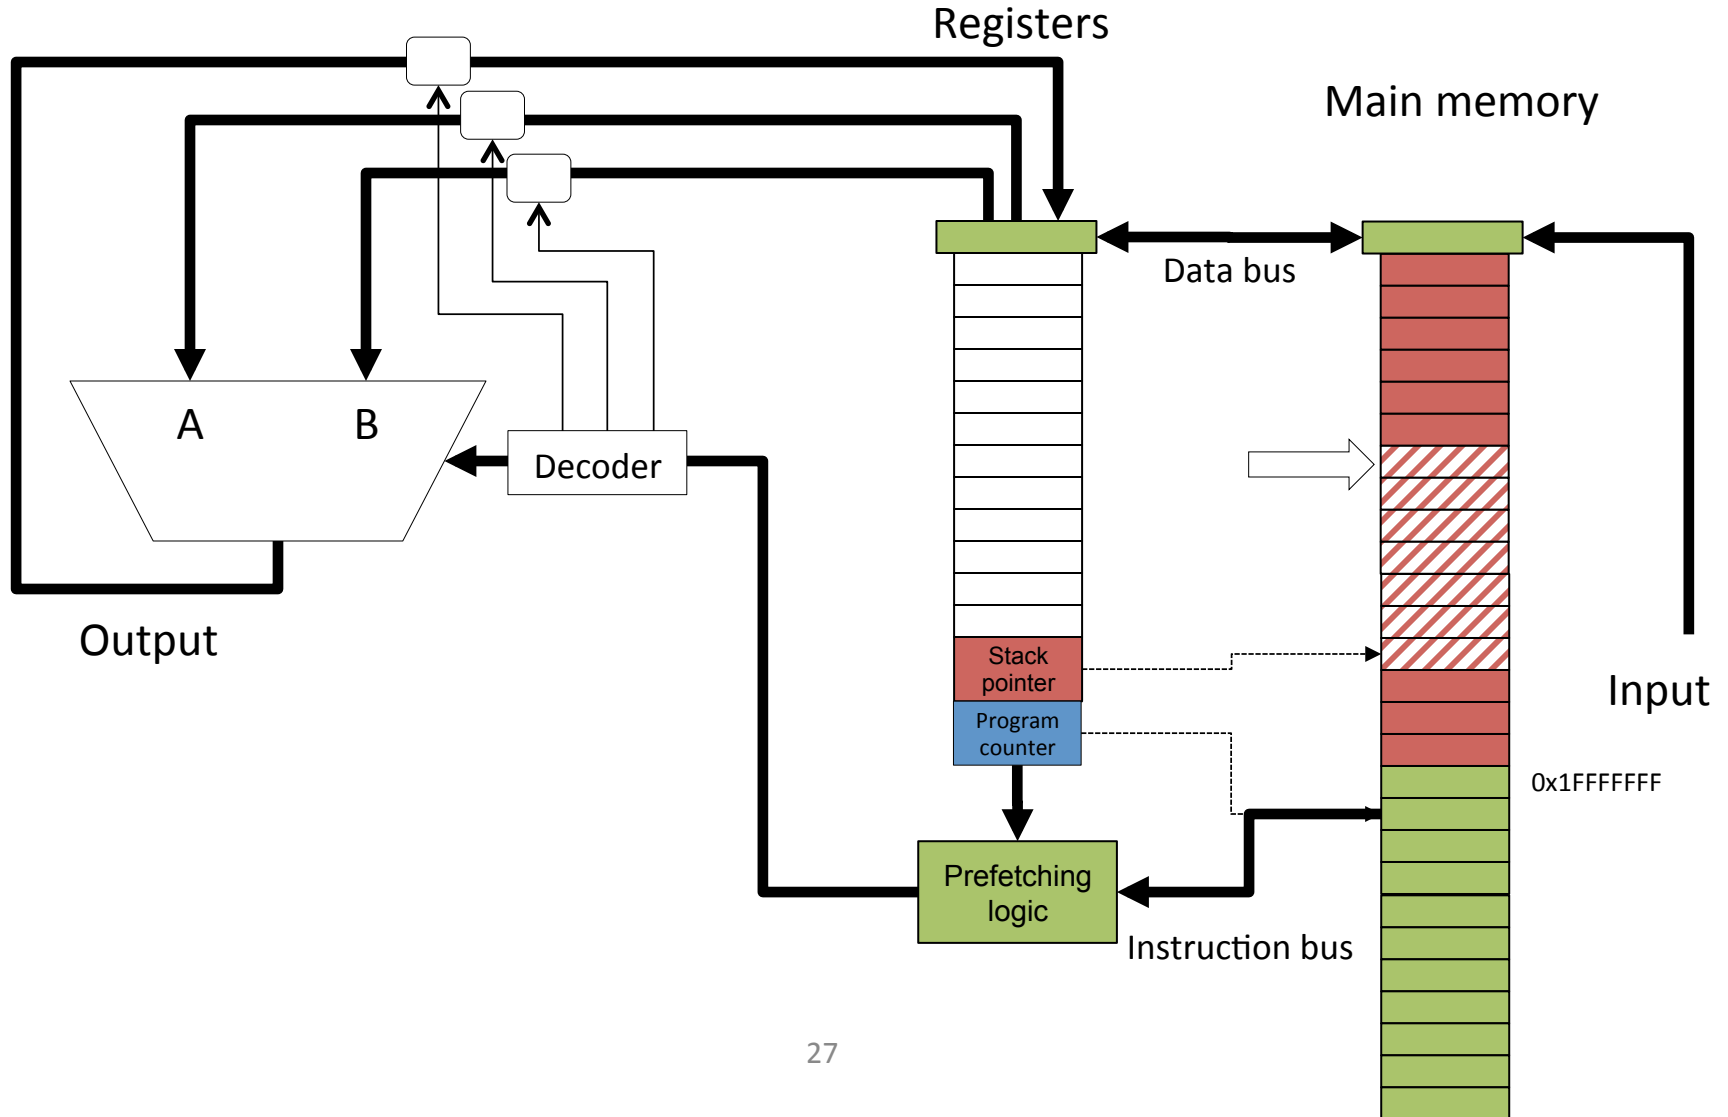 Registers
Main memory
Data bus
A
B
Decoder
Output
Stack
pointer
Program
counter
Input
0x1FFFFFFF
Prefetching
logic
Instruction bus
27